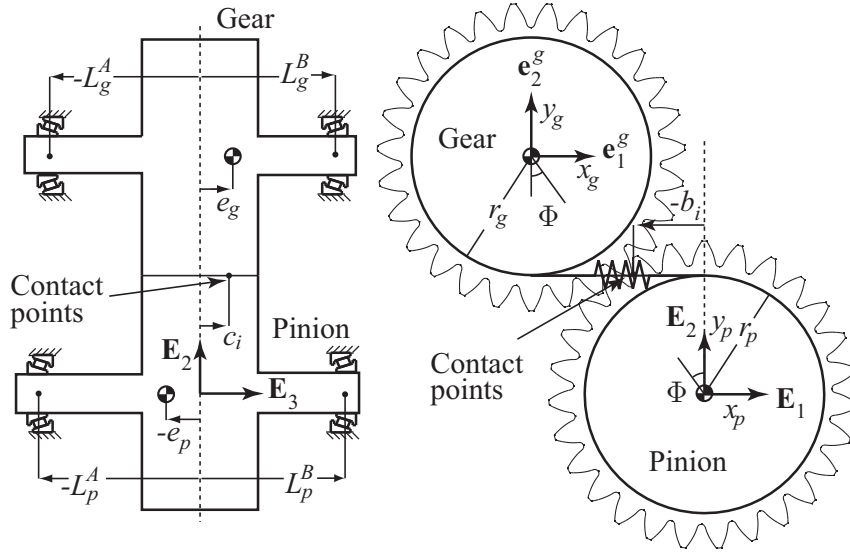 Gear
-L_g^A
L_g^B
e_g
Contact
points
c_i
Pinion
E_2
E_3
-e_p
-L_p^A
L_p^B
e_2^g
y_g
Gear
e_1^g
x_g
r_g
Φ
-b_i
Contact
points
E_2
y_p
r_p
Φ
x_p
E_1
Pinion